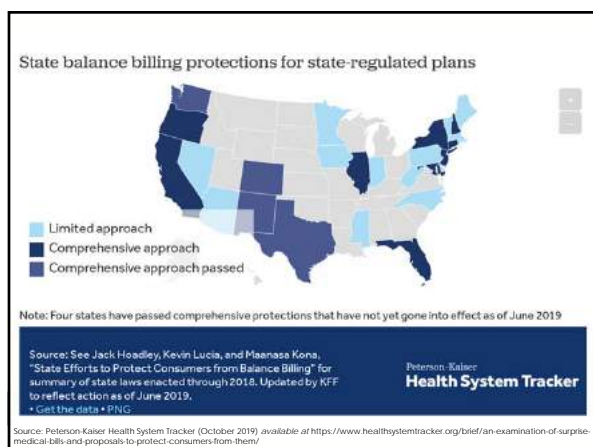 State balance billing protections for state-regulated plans
+
−
Limited approach
Comprehensive approach
Comprehensive approach passed
Note: Four states have passed comprehensive protections that have not yet gone into effect as of June 2019
Source: See Jack Hoadley, Kevin Lucia, and Maanasa Kona,
"State Efforts to Protect Consumers from Balance Billing" for
summary of state laws enacted through 2018. Updated by KFF
to reflect action as of June 2019.
• Get the data • PNG
Peterson-Kaiser
Health System Tracker
Source: Peterson-Kaiser Health System Tracker (October 2019) available at https://www.healthsystemtracker.org/brief/an-examination-of-surprise-
medical-bills-and-proposals-to-protect-consumers-from-them/